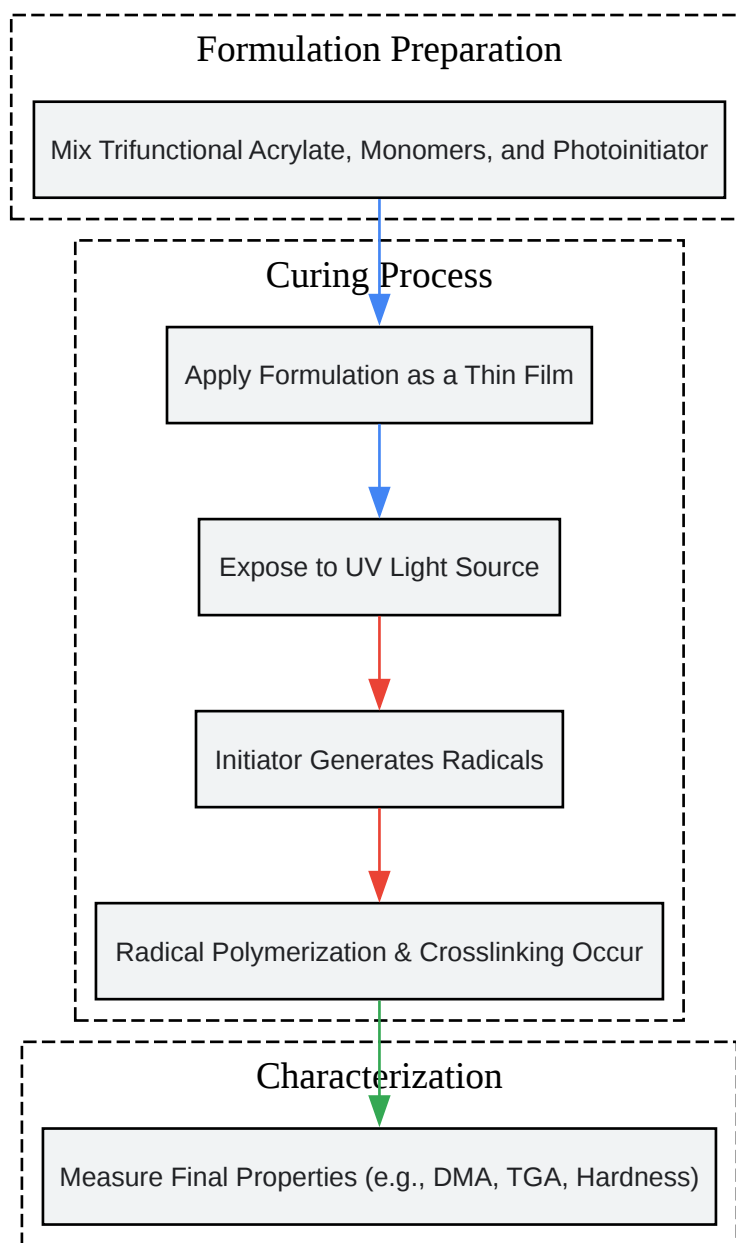 Formulation Preparation
Mix Trifunctional Acrylate, Monomers, and Photoinitiator
Curing Process
Apply Formulation as a Thin Film
Expose to UV Light Source
Initiator Generates Radicals
Radical Polymerization & Crosslinking Occur
Characterization
Measure Final Properties (e.g., DMA, TGA, Hardness)